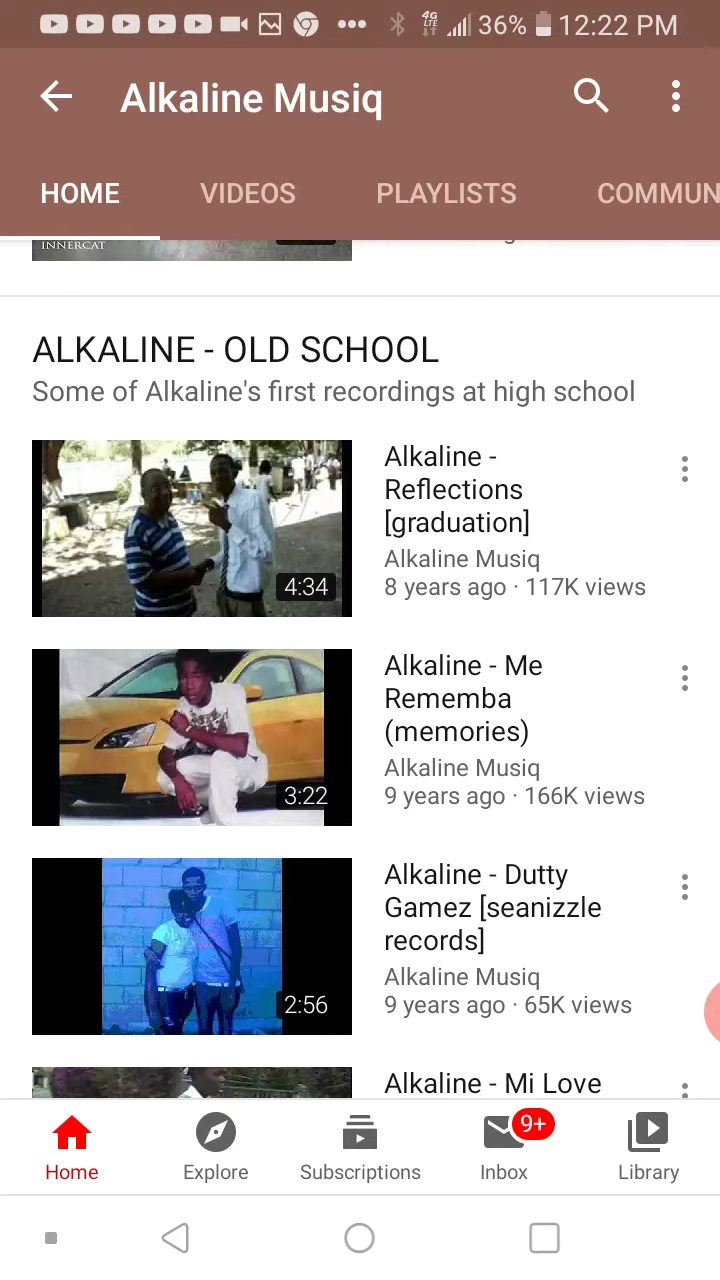 4G LTE 36% 12:22 PM
Alkaline Musiq
HOME VIDEOS PLAYLISTS COMMUN
INNERCAT
ALKALINE - OLD SCHOOL
Some of Alkaline's first recordings at high school
Alkaline -
Reflections
[graduation]
Alkaline Musiq
8 years ago · 117K views
4:34
Alkaline - Me
Rememba
(memories)
Alkaline Musiq
9 years ago · 166K views
3:22
Alkaline - Dutty
Gamez [seanizzle
records]
Alkaline Musiq
9 years ago · 65K views
2:56
Alkaline - Mi Love
9+
Home Explore Subscriptions Inbox Library